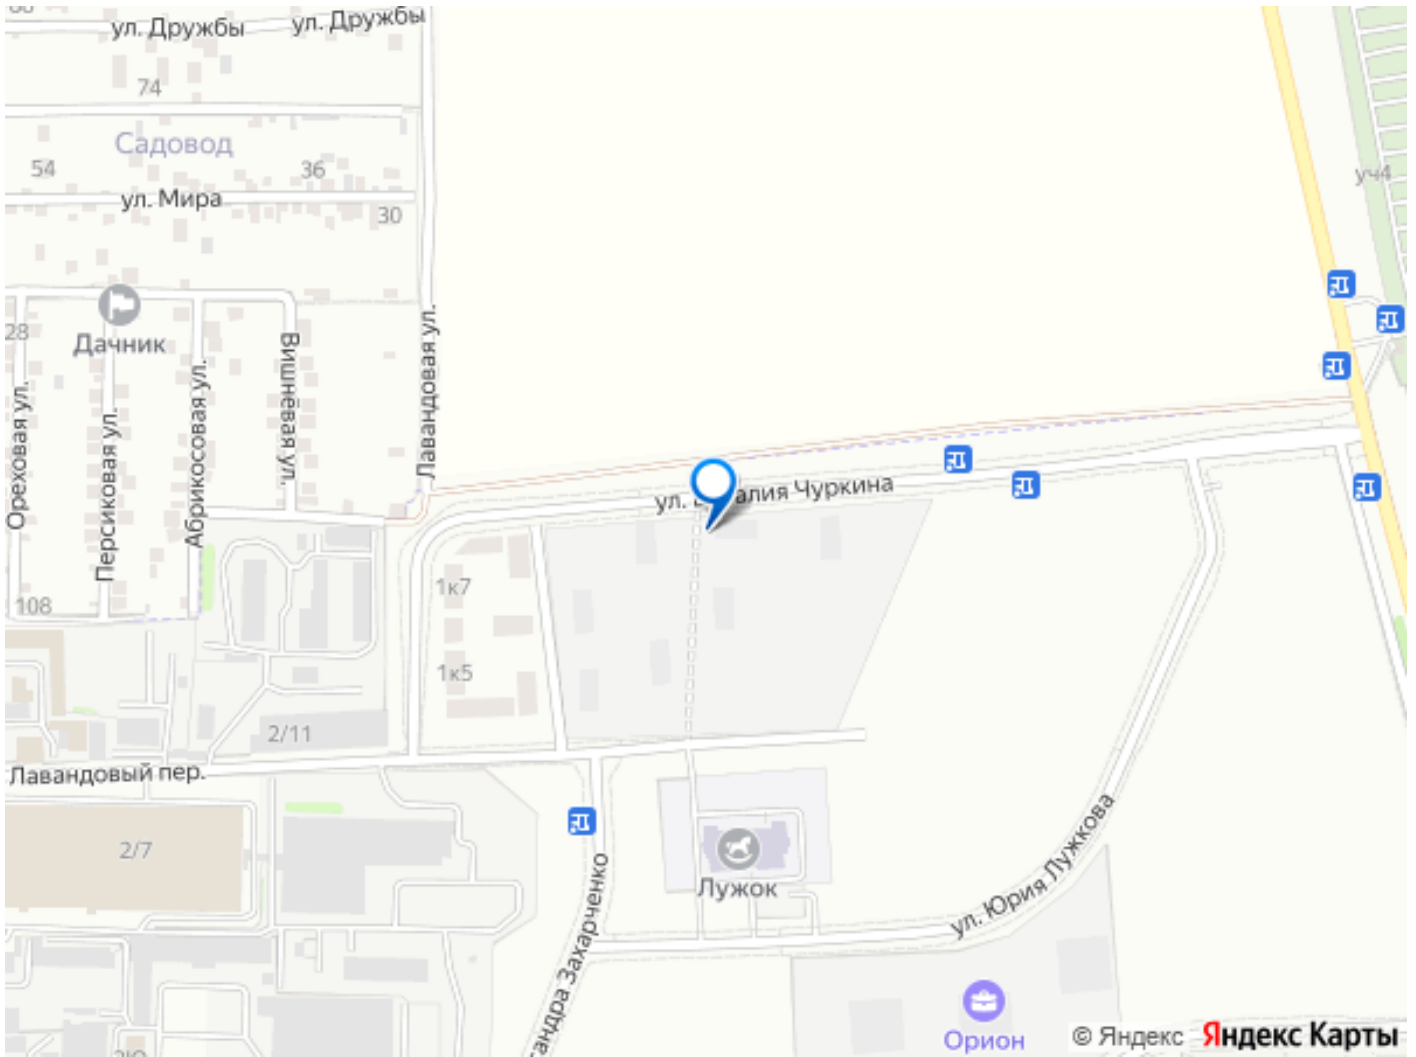 ул. Дружбы
ул. Дружбы
74
Садовод
54
36
уч4
ул. Мира
30
28
Дачник
Вишнёвая ул.
Лавандовая ул.
Абрикосовая ул.
Ореховая ул.
Персиковая ул.
ул.
алия Чуркина
1к7
108
1к5
2/11
Лавандовый пер.
2/7
Лужок
ул. Юрия Лужкова
сандра Захарченко
Орион
© Яндекс Яндекс Карты